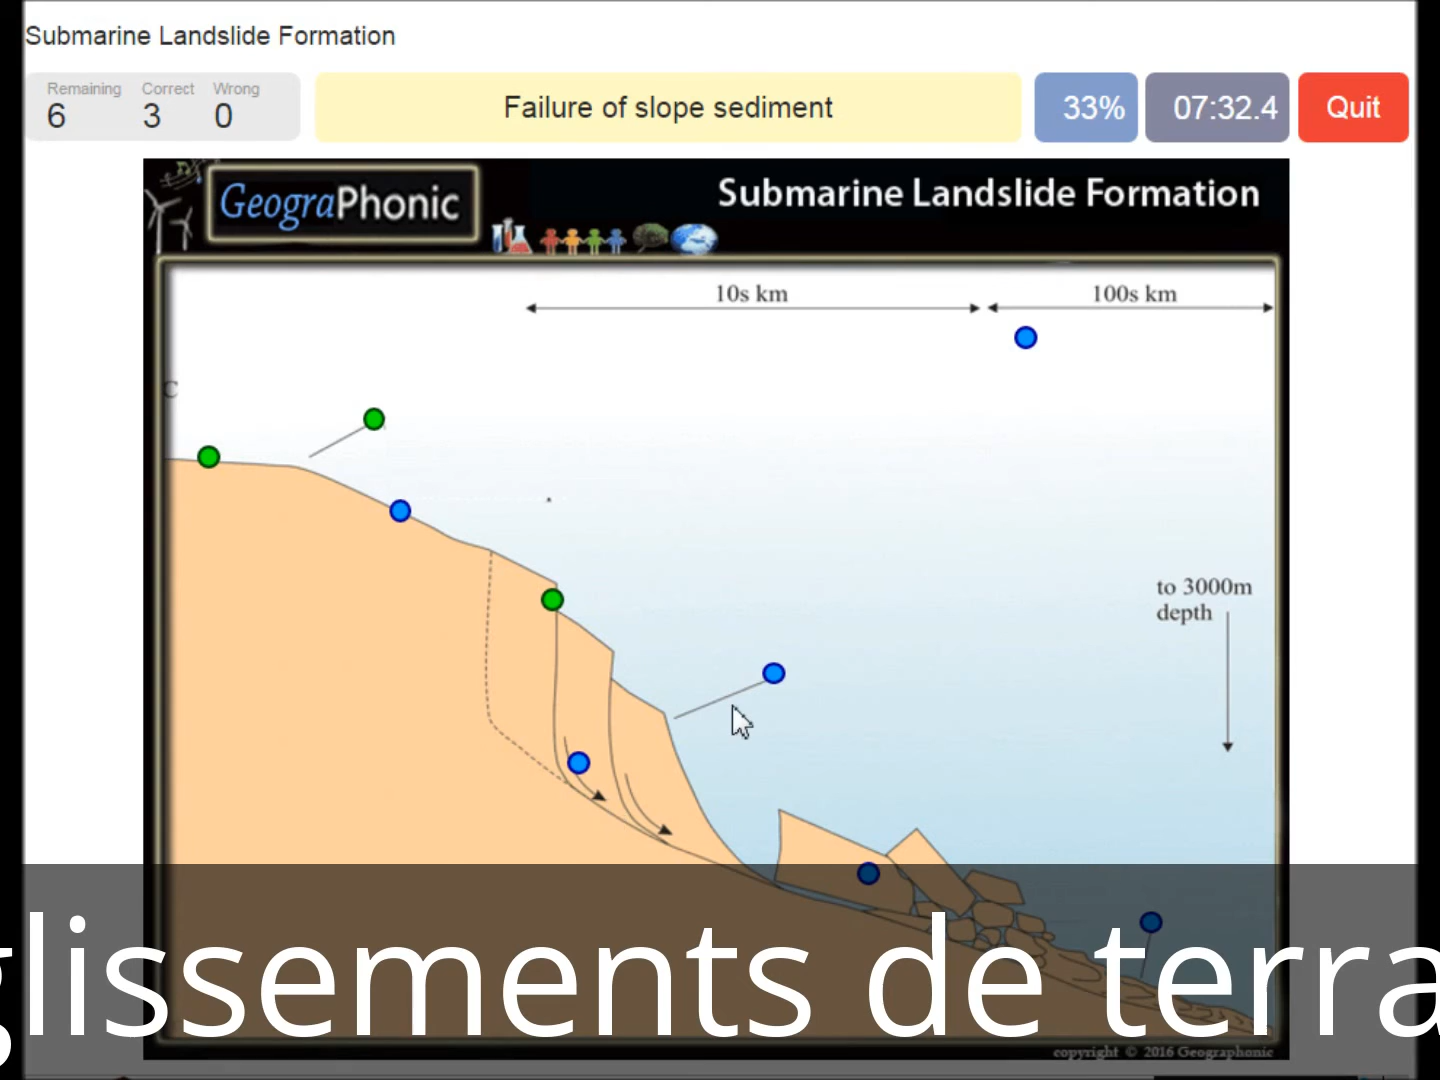 Submarine Landslide Formation
Remaining Correct Wrong
6 3 0
Failure of slope sediment
33%
07:32.4
Quit
GeograPhonic
Submarine Landslide Formation
10s km
100s km
C
to 3000m
depth
glissements de terra
copyright © 2016 Geographonic